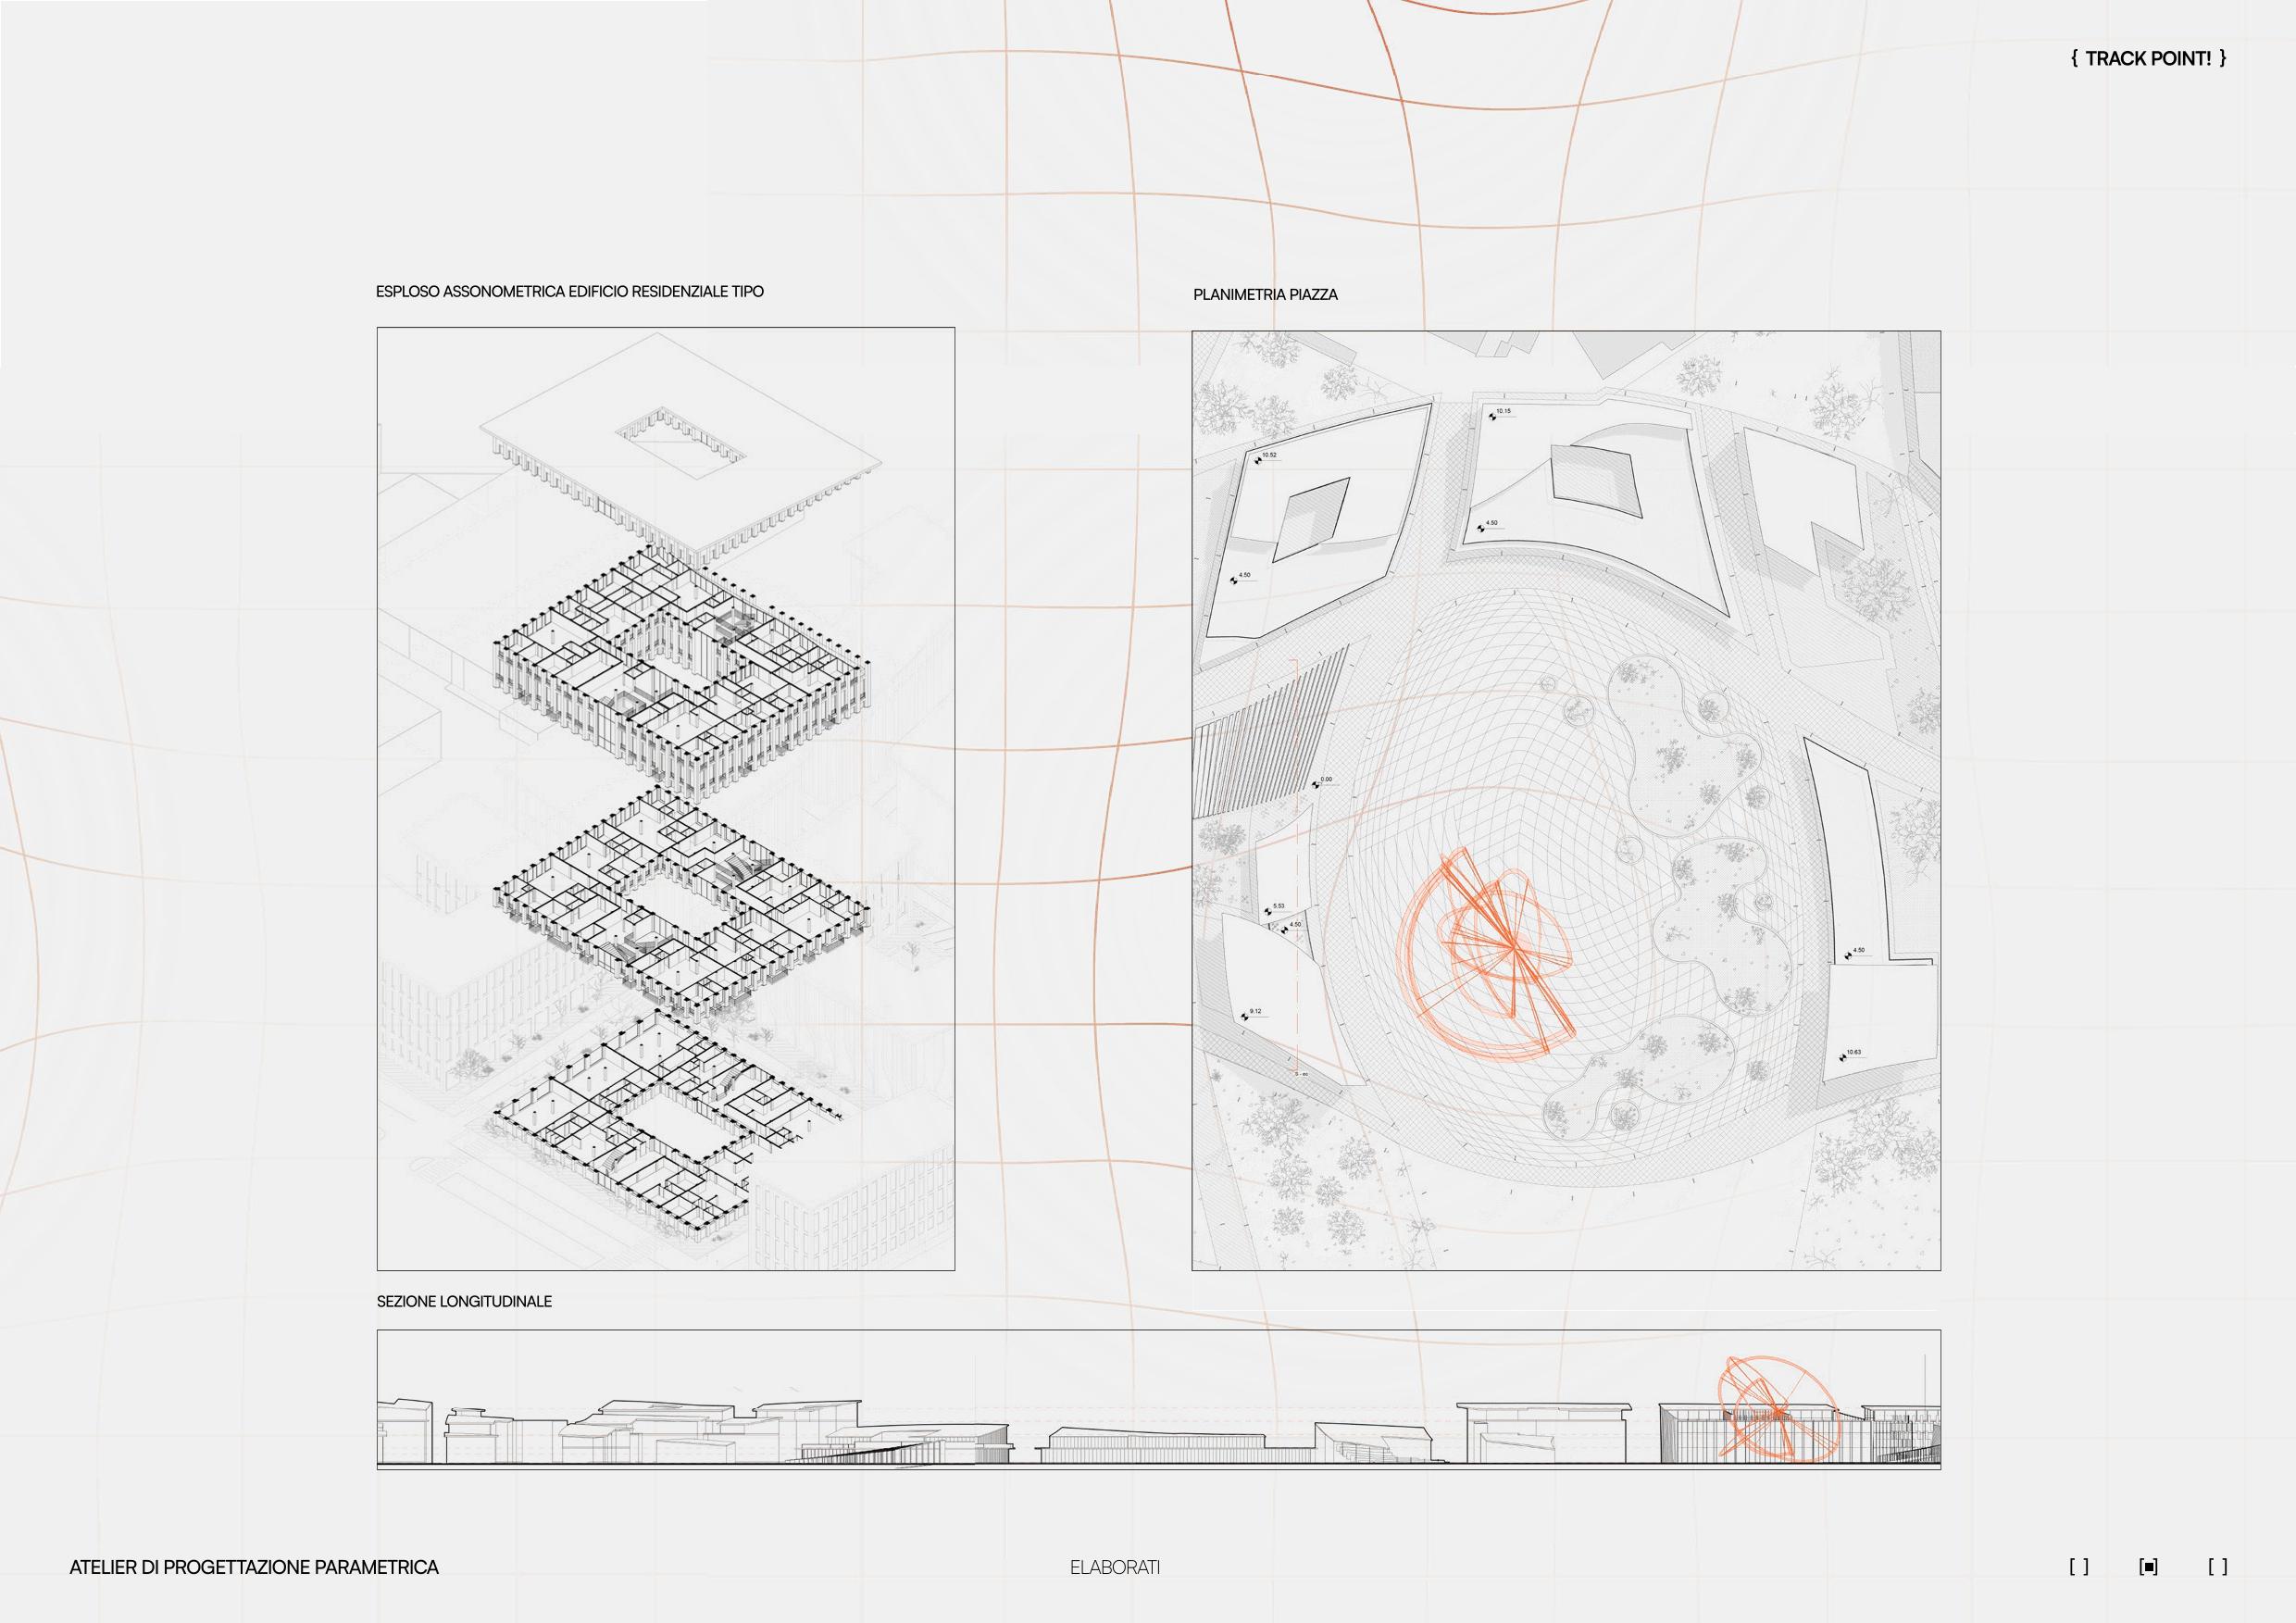 { TRACK POINT! }
ESPLOSO ASSONOMETRICA EDIFICIO RESIDENZIALE TIPO
PLANIMETRIA PIAZZA
10.15
10.52
4.50
4.50
0.00
5.53
4.50
4.50
9.12
10.63
SEZIONE LONGITUDINALE
ATELIER DI PROGETTAZIONE PARAMETRICA
ELABORATI
[ ] [■] [ ]